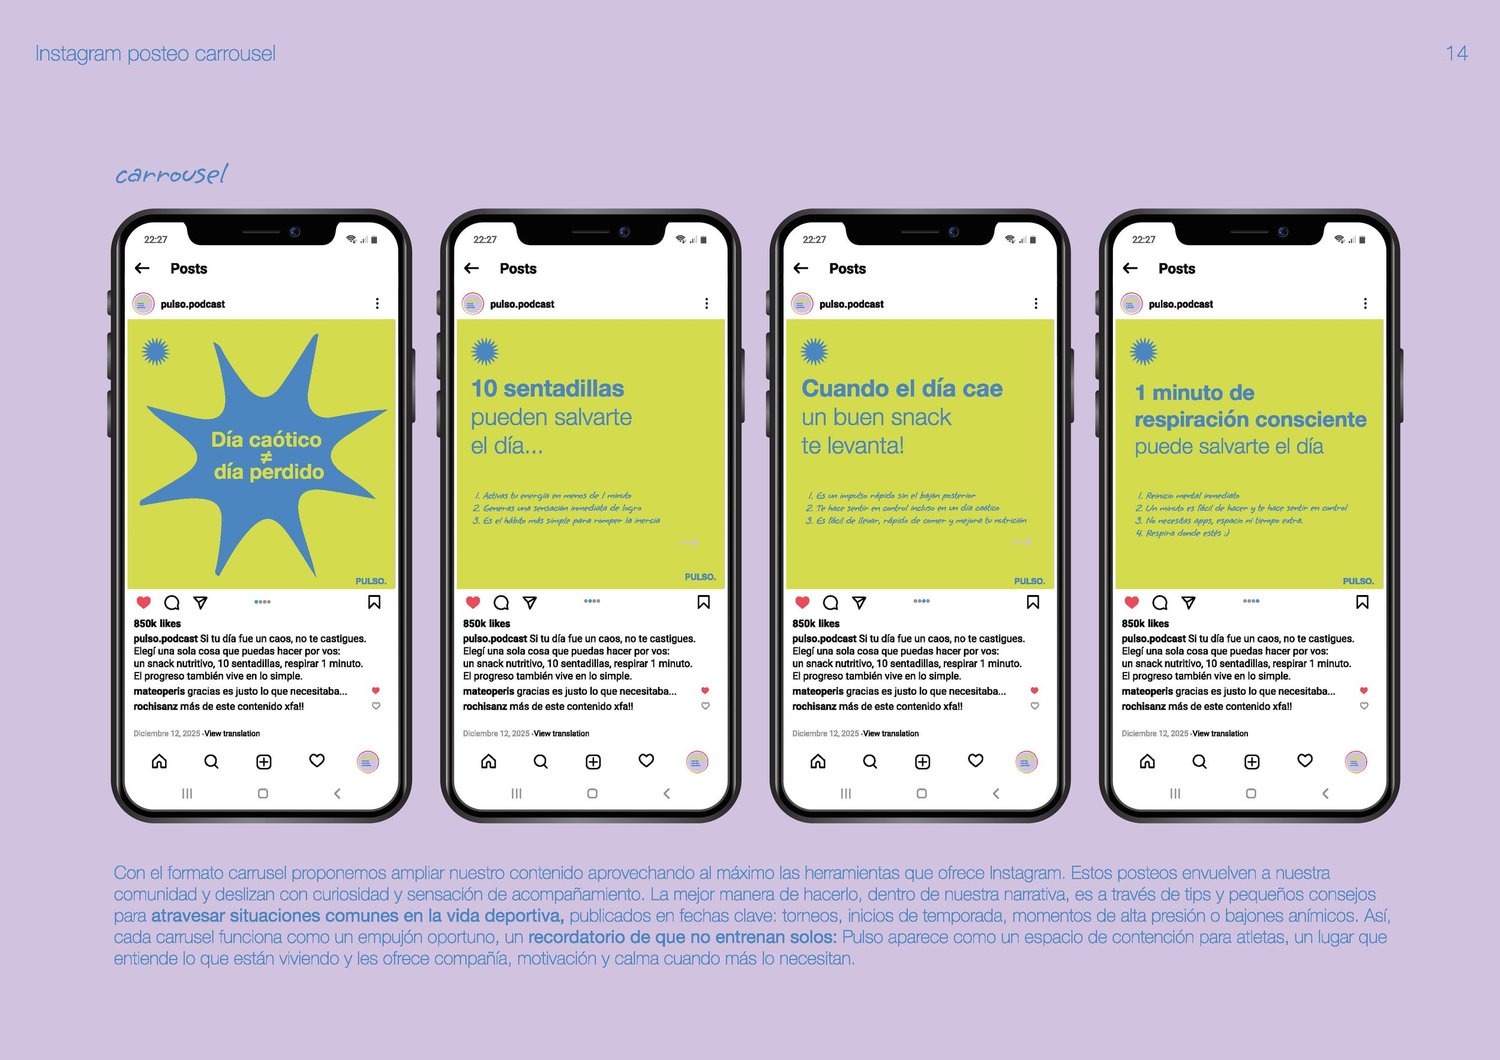 Instagram posteo carrousel
14
carrousel
22:27
Posts
pulso.podcast
Día caótico
≠
día perdido
PULSO.
850k likes
pulso.podcast Si tu día fue un caos, no te castigues.
Elegí una sola cosa que puedas hacer por vos:
un snack nutritivo, 10 sentadillas, respirar 1 minuto.
El progreso también vive en lo simple.
mateoperis gracias es justo lo que necesitaba...
rochisanz más de este contenido xfa!!
Diciembre 12, 2025 ·View translation
22:27
Posts
pulso.podcast
10 sentadillas
pueden salvarte
el día...
1. Activas tu energía en menos de 1 minuto
2. Generas una sensación inmediata de logro
3. Es el hábito más simple para romper la inercia
PULSO.
850k likes
pulso.podcast Si tu día fue un caos, no te castigues.
Elegí una sola cosa que puedas hacer por vos:
un snack nutritivo, 10 sentadillas, respirar 1 minuto.
El progreso también vive en lo simple.
mateoperis gracias es justo lo que necesitaba...
rochisanz más de este contenido xfa!!
Diciembre 12, 2025 ·View translation
22:27
Posts
pulso.podcast
Cuando el día cae
un buen snack
te levanta!
1. Es un impulso rápido sin el bajón posterior
2. Te hace sentir en control incluso en un día caótico
3. Es fácil de llevar, rápido de comer y mejora tu nutrición
PULSO.
850k likes
pulso.podcast Si tu día fue un caos, no te castigues.
Elegí una sola cosa que puedas hacer por vos:
un snack nutritivo, 10 sentadillas, respirar 1 minuto.
El progreso también vive en lo simple.
mateoperis gracias es justo lo que necesitaba...
rochisanz más de este contenido xfa!!
Diciembre 12, 2025 ·View translation
22:27
Posts
pulso.podcast
1 minuto de
respiración consciente
puede salvarte el día
1. Reinicio mental inmediato
2. Un minuto es fácil de hacer y te hace sentir en control
3. No necesitas apps, espacio ni tiempo extra.
4. Respira donde estés :)
PULSO.
850k likes
pulso.podcast Si tu día fue un caos, no te castigues.
Elegí una sola cosa que puedas hacer por vos:
un snack nutritivo, 10 sentadillas, respirar 1 minuto.
El progreso también vive en lo simple.
mateoperis gracias es justo lo que necesitaba...
rochisanz más de este contenido xfa!!
Diciembre 12, 2025 ·View translation
Con el formato carrusel proponemos ampliar nuestro contenido aprovechando al máximo las herramientas que ofrece Instagram. Estos posteos envuelven a nuestra
comunidad y deslizan con curiosidad y sensación de acompañamiento. La mejor manera de hacerlo, dentro de nuestra narrativa, es a través de tips y pequeños consejos
para atravesar situaciones comunes en la vida deportiva, publicados en fechas clave: torneos, inicios de temporada, momentos de alta presión o bajones anímicos. Así,
cada carrusel funciona como un empujón oportuno, un recordatorio de que no entrenan solos: Pulso aparece como un espacio de contención para atletas, un lugar que
entiende lo que están viviendo y les ofrece compañía, motivación y calma cuando más lo necesitan.